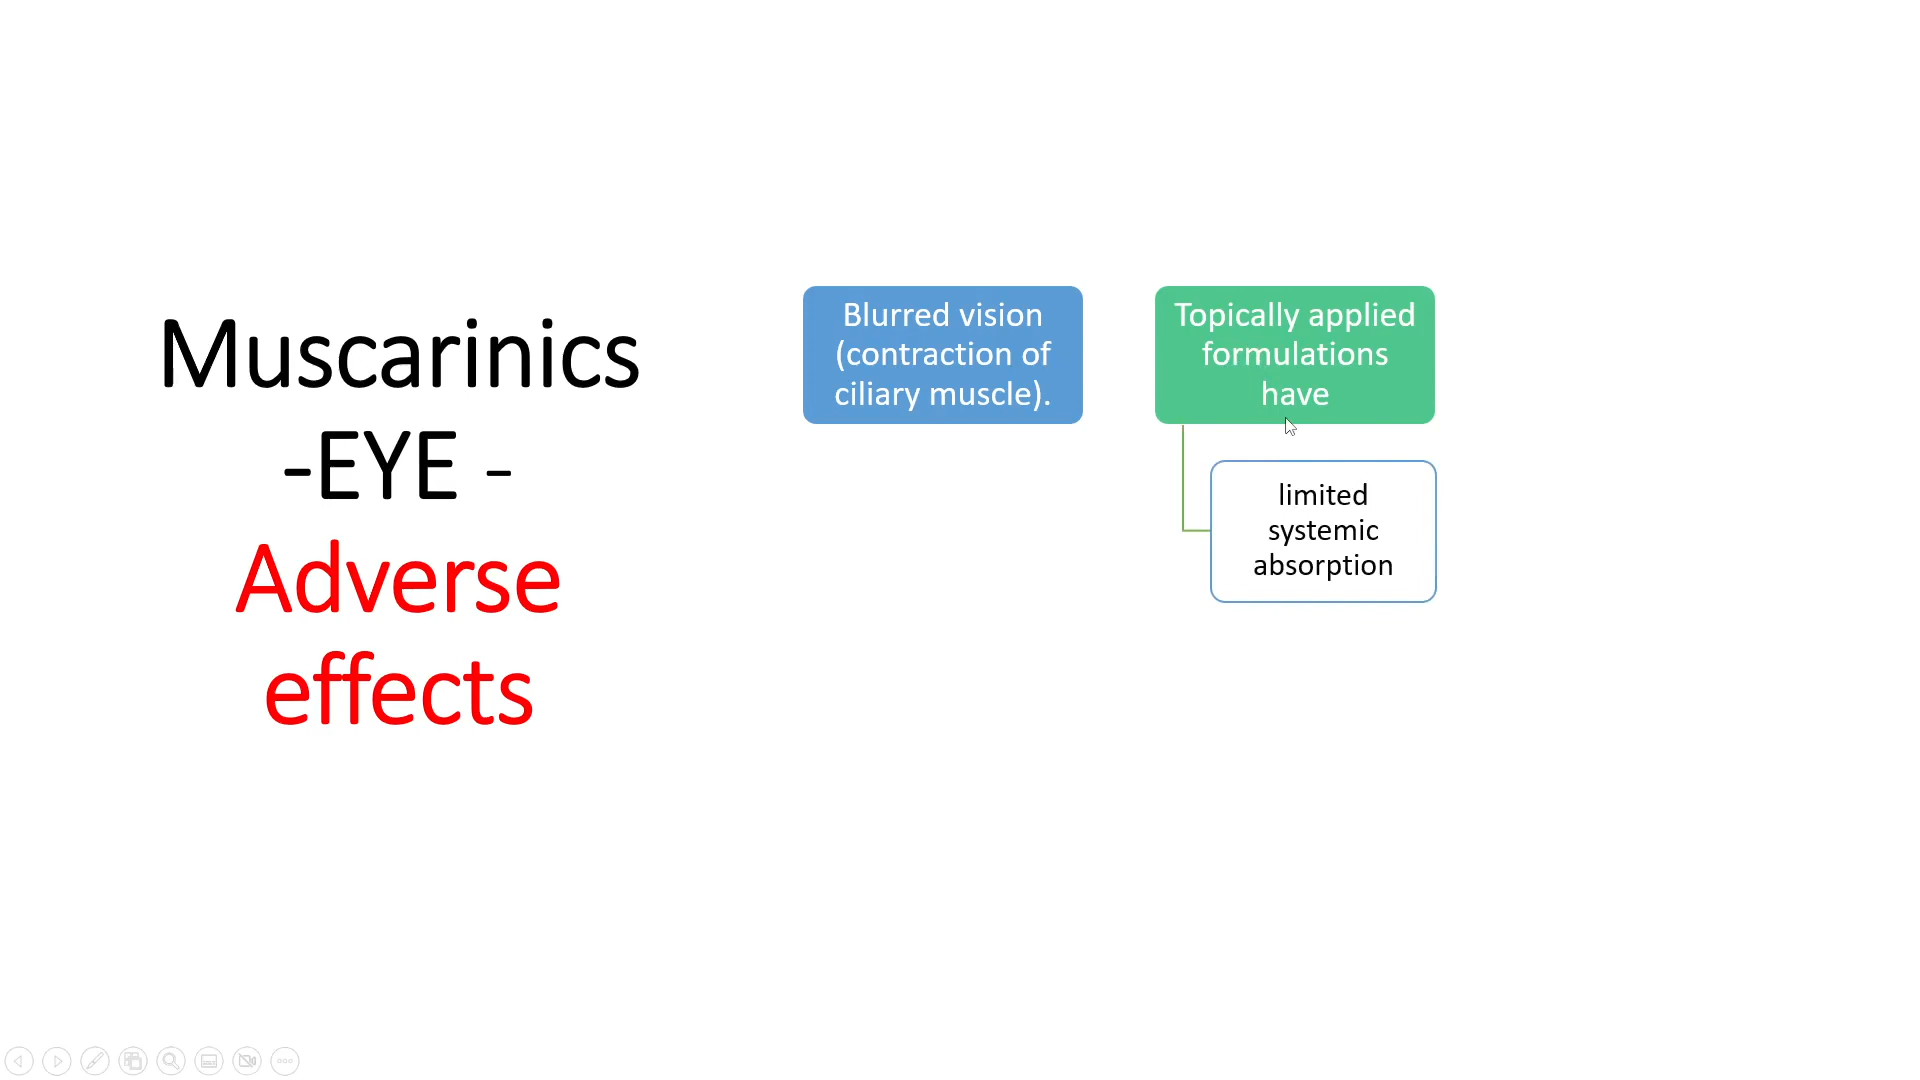 Muscarinics
-EYE -
Adverse
effects
Blurred vision
(contraction of
ciliary muscle).
Topically applied
formulations
have
limited
systemic
absorption